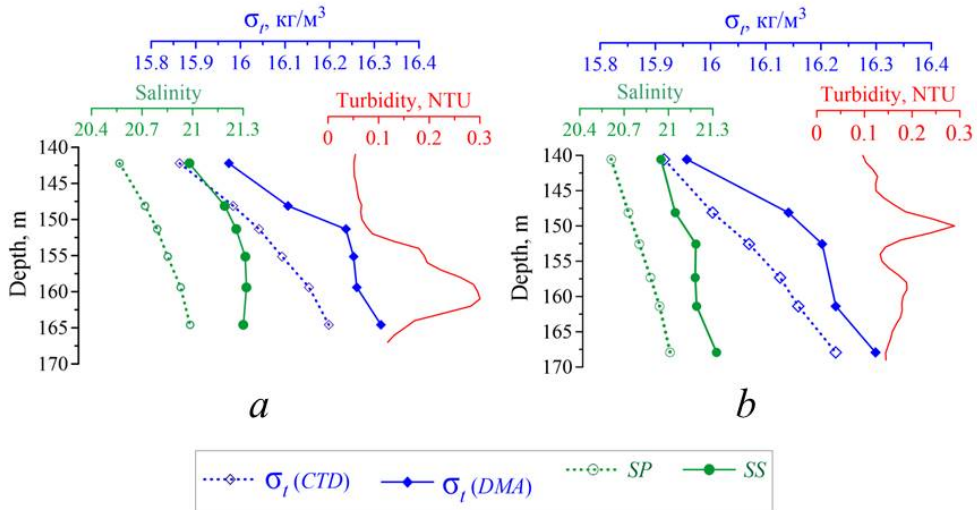 σt, кг/м³
15.8 15.9 16 16.1 16.2 16.3 16.4
Salinity
20.4 20.7 21 21.3
Turbidity, NTU
0 0.1 0.2 0.3
Depth, m
140
145
150
155
160
165
170
a
σt, кг/м³
15.8 15.9 16 16.1 16.2 16.3 16.4
Salinity
20.4 20.7 21 21.3
Turbidity, NTU
0 0.1 0.2 0.3
Depth, m
140
145
150
155
160
165
170
b
σt (CTD) σt (DMA) SP SS